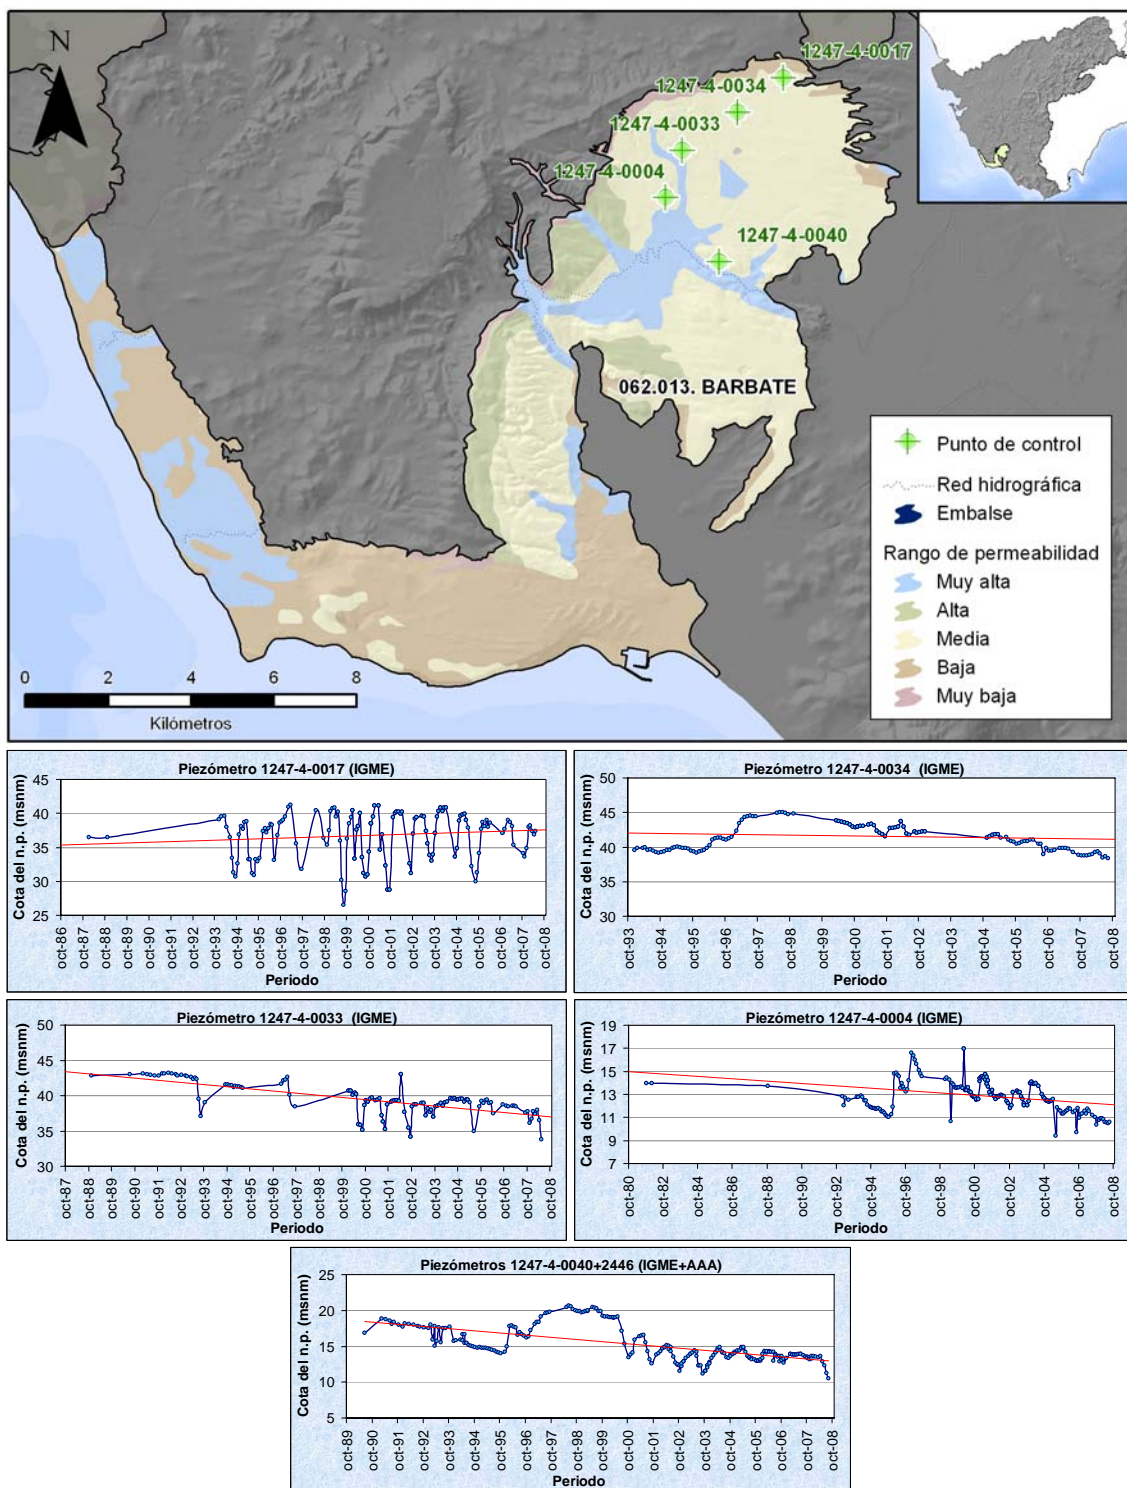 N
1247-4-0017
1247-4-0034
1247-4-0033
1247-4-0004
1247-4-0040
062.013. BARBATE
Punto de control
Red hidrográfica
Embalse
Rango de permeabilidad
Muy alta
Alta
Media
Baja
Muy baja
0 2 4 6 8
Kilómetros
Piezómetro 1247-4-0017 (IGME)
Cota del n.p. (msnm)
45
40
35
30
25
oct-86 oct-87 oct-88 oct-89 oct-90 oct-91 oct-92 oct-93 oct-94 oct-95 oct-96 oct-97 oct-98 oct-99 oct-00 oct-01 oct-02 oct-03 oct-04 oct-05 oct-06 oct-07 oct-08
Periodo
Piezómetro 1247-4-0034 (IGME)
Cota del n.p. (msnm)
50
45
40
35
30
oct-93 oct-94 oct-95 oct-96 oct-97 oct-98 oct-99 oct-00 oct-01 oct-02 oct-03 oct-04 oct-05 oct-06 oct-07 oct-08
Periodo
Piezómetro 1247-4-0033 (IGME)
Cota del n.p. (msnm)
50
45
40
35
30
oct-87 oct-88 oct-89 oct-90 oct-91 oct-92 oct-93 oct-94 oct-95 oct-96 oct-97 oct-98 oct-99 oct-00 oct-01 oct-02 oct-03 oct-04 oct-05 oct-06 oct-07 oct-08
Periodo
Piezómetro 1247-4-0004 (IGME)
Cota del n.p. (msnm)
19
17
15
13
11
9
7
oct-80 oct-82 oct-84 oct-86 oct-88 oct-90 oct-92 oct-94 oct-96 oct-98 oct-00 oct-02 oct-04 oct-06 oct-08
Periodo
Piezómetros 1247-4-0040+2446 (IGME+AAA)
Cota del n.p. (msnm)
25
20
15
10
5
oct-89 oct-90 oct-91 oct-92 oct-93 oct-94 oct-95 oct-96 oct-97 oct-98 oct-99 oct-00 oct-01 oct-02 oct-03 oct-04 oct-05 oct-06 oct-07 oct-08
Periodo